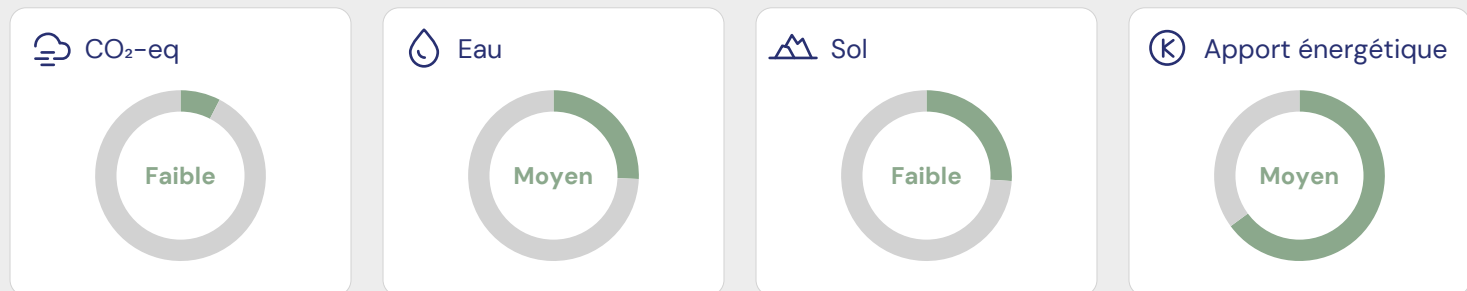 CO₂-eq
Faible
Eau
Moyen
Sol
Faible
Apport énergétique
Moyen